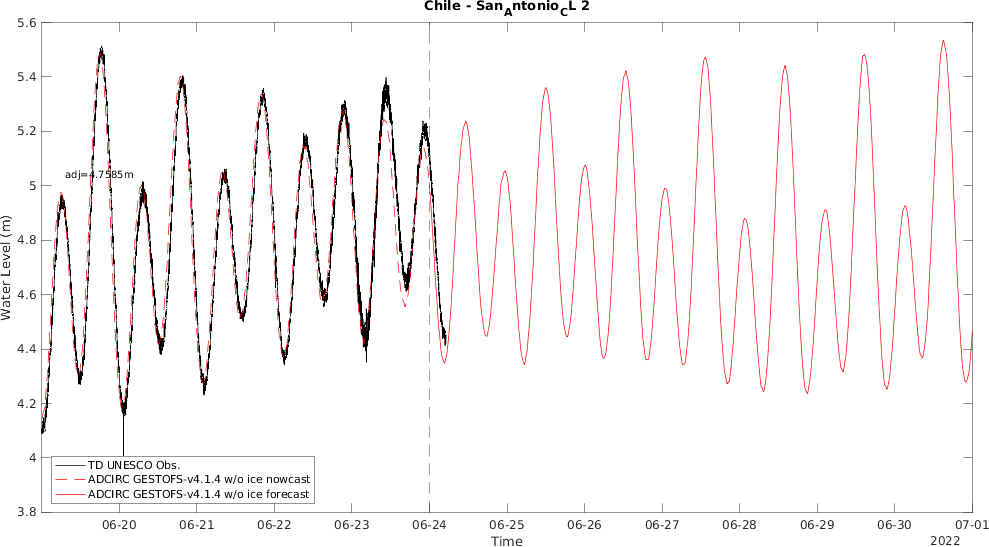 Chile - San_Antonio_CL 2
5.6
5.4
5.2
5
4.8
4.6
4.4
4.2
4
3.8
Water Level (m)
adj=4.7585m
TD UNESCO Obs.
ADCIRC GESTOFS-v4.1.4 w/o ice nowcast
ADCIRC GESTOFS-v4.1.4 w/o ice forecast
06-20 06-21 06-22 06-23 06-24 06-25 06-26 06-27 06-28 06-29 06-30 07-01
Time
2022